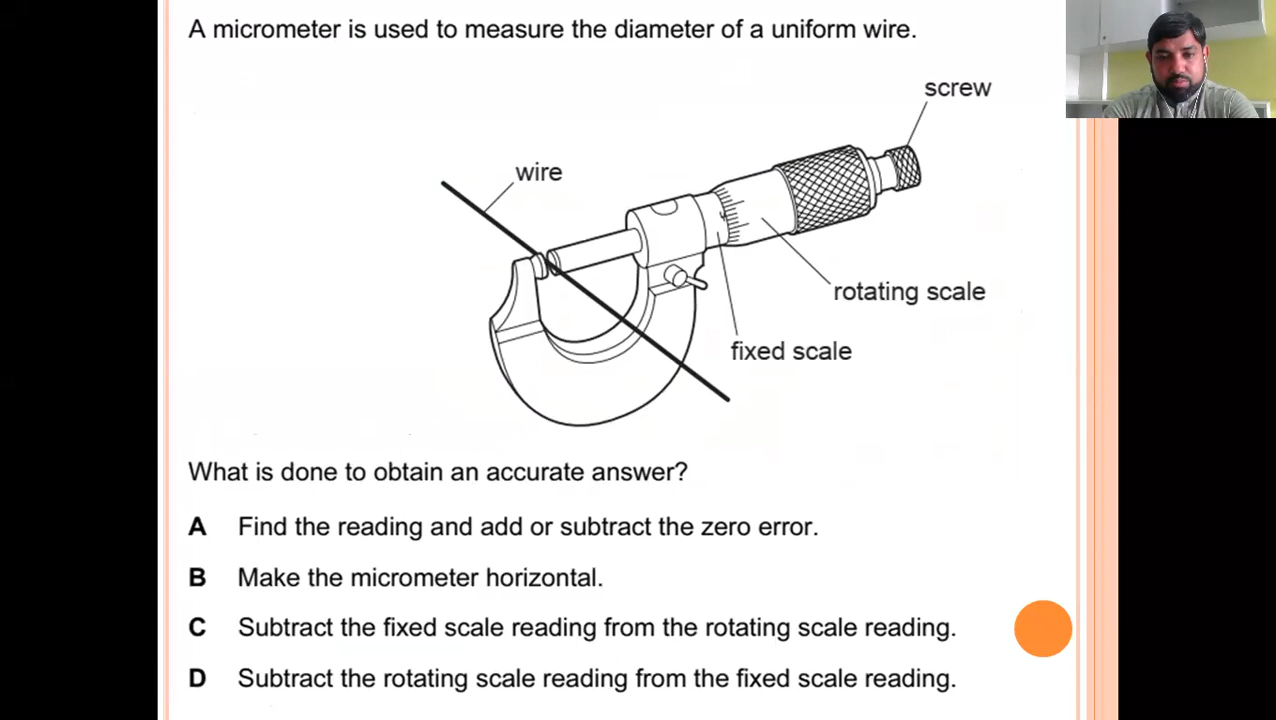 A micrometer is used to measure the diameter of a uniform wire.
screw
wire
rotating scale
fixed scale
What is done to obtain an accurate answer?
A Find the reading and add or subtract the zero error.
B Make the micrometer horizontal.
C Subtract the fixed scale reading from the rotating scale reading.
D Subtract the rotating scale reading from the fixed scale reading.